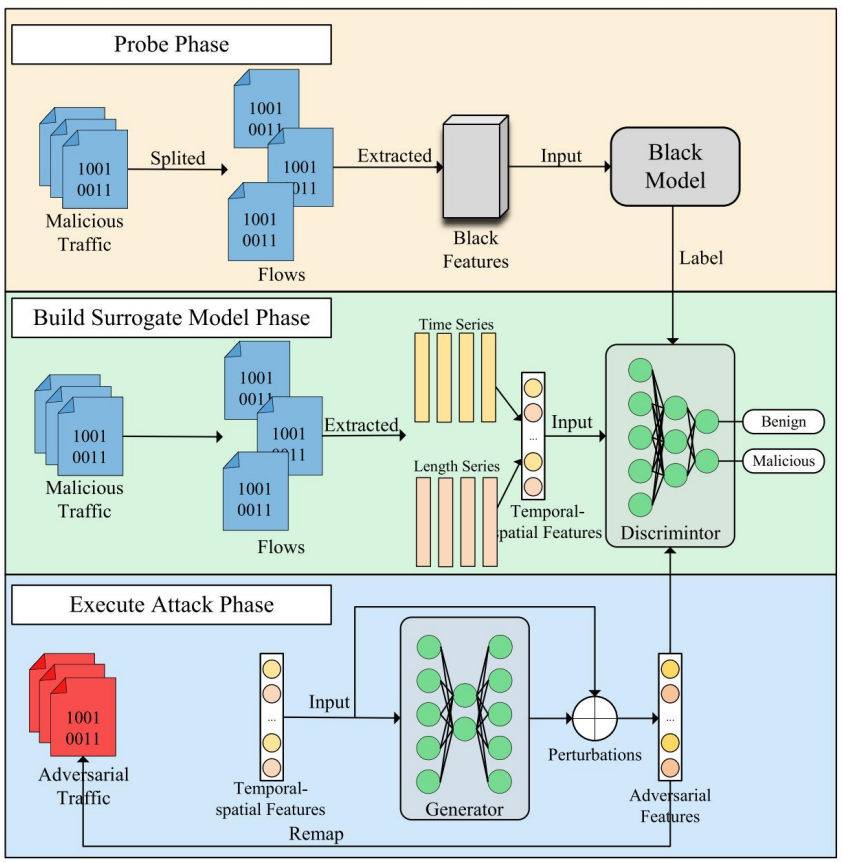 Probe Phase
1001
0011
Malicious
Traffic
Splited
1001
0011
1001
011
1001
0011
Flows
Extracted
Black
Features
Input
Black
Model
Label
Build Surrogate Model Phase
1001
0011
Malicious
Traffic
1001
0011
1001
0011
1001
0011
Flows
Extracted
Time Series
Length Series
...
Temporal-
spatial Features
Input
Discrimintor
Benign
Malicious
Execute Attack Phase
1001
0011
Adversarial
Traffic
...
Temporal-
spatial Features
Input
Generator
Perturbations
...
Adversarial
Features
Remap